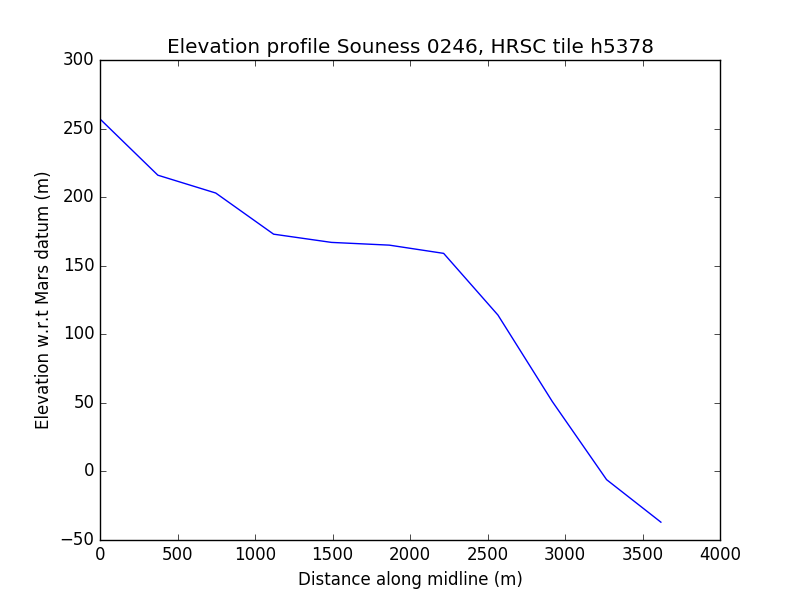 Elevation profile Souness 0246, HRSC tile h5378
300
250
200
150
100
50
0
−50
Elevation w.r.t Mars datum (m)
0 500 1000 1500 2000 2500 3000 3500 4000
Distance along midline (m)